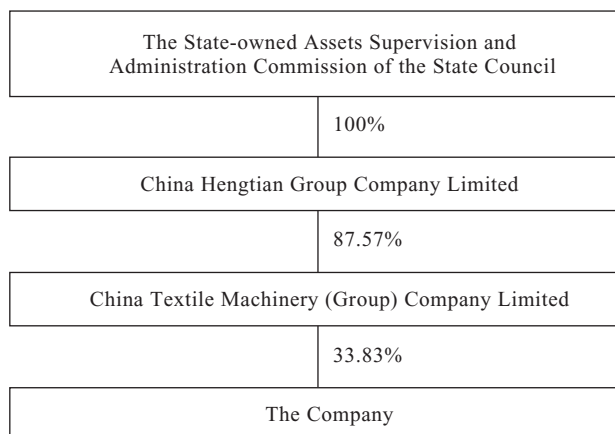 The State-owned Assets Supervision and
Administration Commission of the State Council
100%
China Hengtian Group Company Limited
87.57%
China Textile Machinery (Group) Company Limited
33.83%
The Company